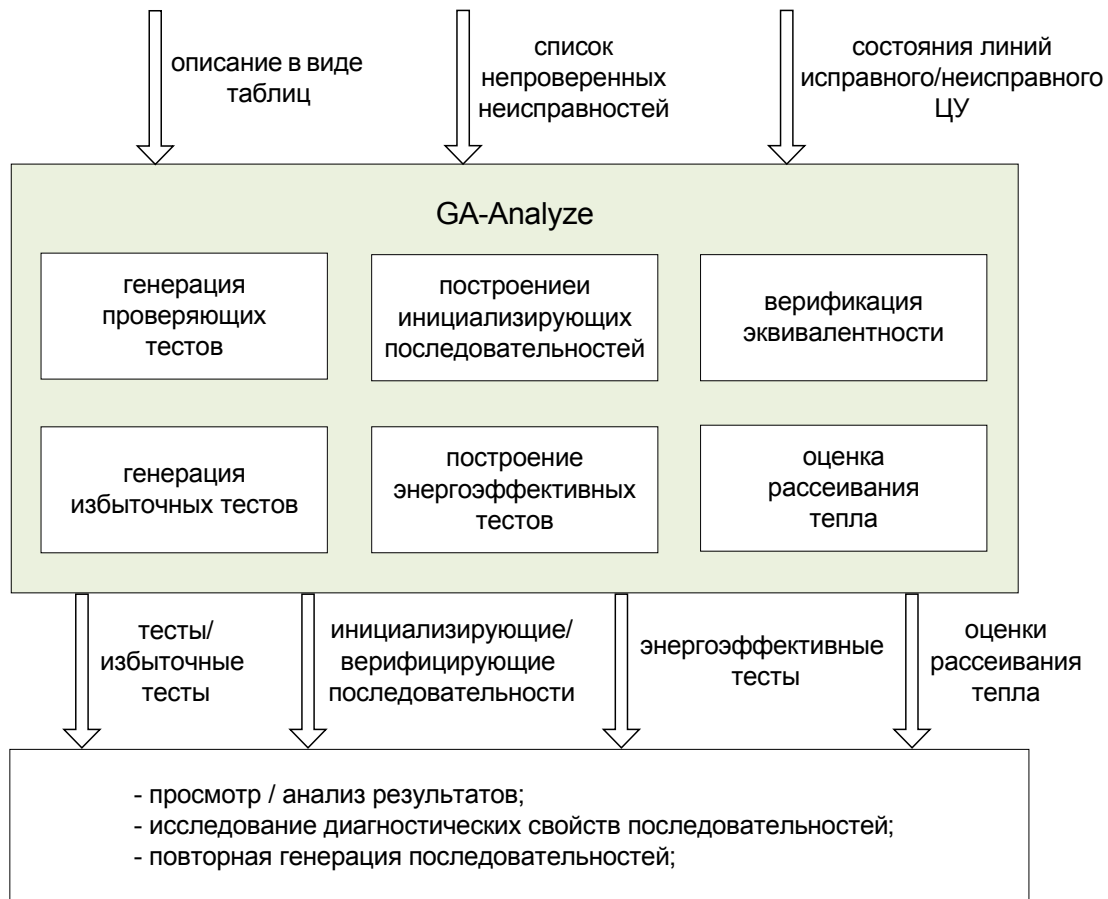 описание в виде
таблиц
список
непроверенных
неисправностей
состояния линий
исправного/неисправного
ЦУ
GA-Analyze
генерация
проверяющих
тестов
построениеи
инициализирующих
последовательностей
верификация
эквивалентности
генерация
избыточных тестов
построение
энергоэффективных
тестов
оценка
рассеивания
тепла
тесты/
избыточные
тесты
инициализирующие/
верифицирующие
последовательности
энергоэффективные
тесты
оценки
рассеивания
тепла
- просмотр / анализ результатов;
- исследование диагностических свойств последовательностей;
- повторная генерация последовательностей;